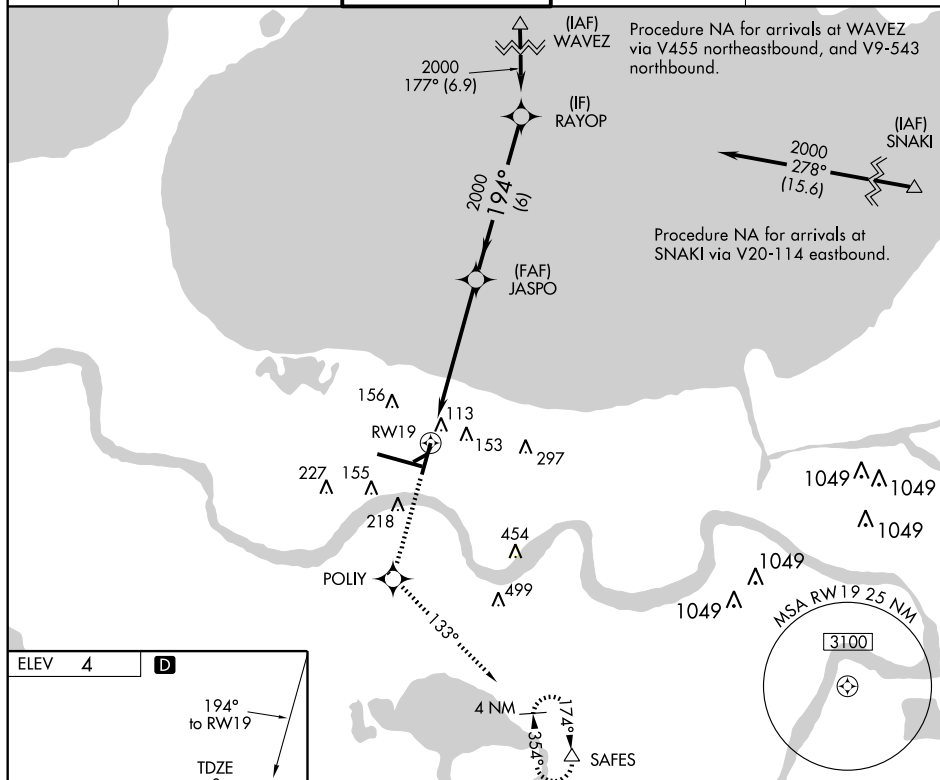 (IAF)
WAVEZ
Procedure NA for arrivals at WAVEZ
via V455 northeastbound, and V9-543
northbound.
2000
177° (6.9)
(IF)
RAYOP
(IAF)
SNAKI
2000
278°
(15.6)
2000
194°
(6)
Procedure NA for arrivals at
SNAKI via V20-114 eastbound.
(FAF)
JASPO
156
113
RW19
153
297
227
155
218
1049
1049
1049
454
POLIY
499
1049
1049
133°
MSA RW19 25 NM
3100
ELEV 4
D
194°
to RW19
TDZE
4 NM
174°
354°
SAFES